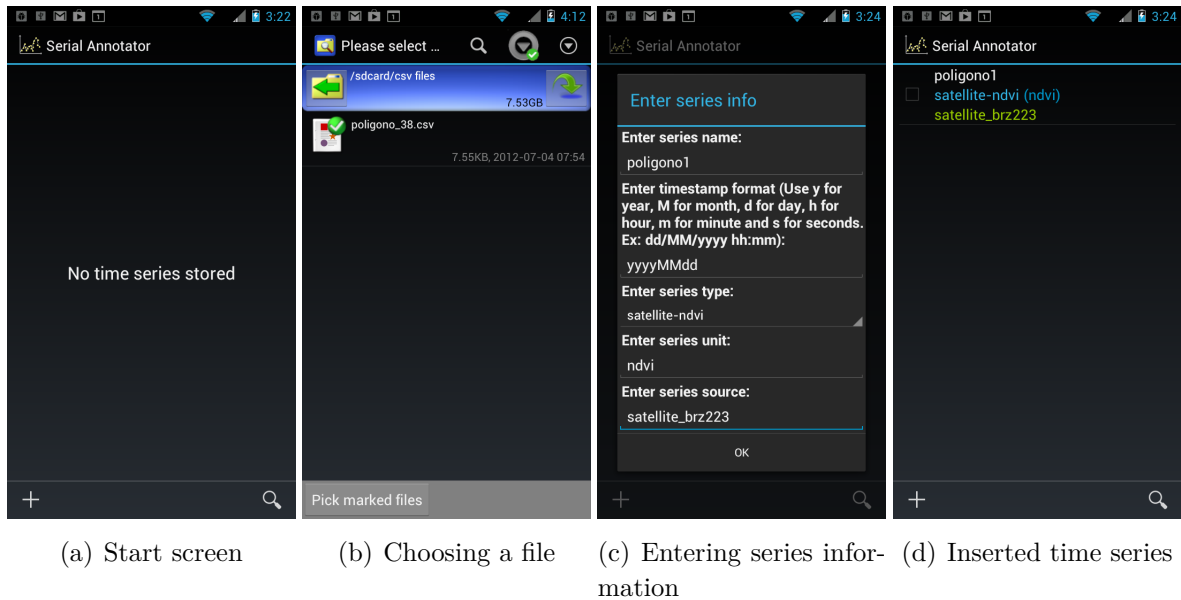 3:22
Serial Annotator
No time series stored
4:12
Please select ...
/sdcard/csv files
7.53GB
poligono_38.csv
7.55KB, 2012-07-04 07:54
Pick marked files
3:24
Serial Annotator
Enter series info
Enter series name:
poligono1
Enter timestamp format (Use y for
year, M for month, d for day, h for
hour, m for minute and s for seconds.
Ex: dd/MM/yyyy hh:mm):
yyyyMMdd
Enter series type:
satellite-ndvi
Enter series unit:
ndvi
Enter series source:
satellite_brz223
OK
3:24
Serial Annotator
poligono1
satellite-ndvi (ndvi)
satellite_brz223
(a) Start screen
(b) Choosing a file
(c) Entering series infor-
mation
(d) Inserted time series